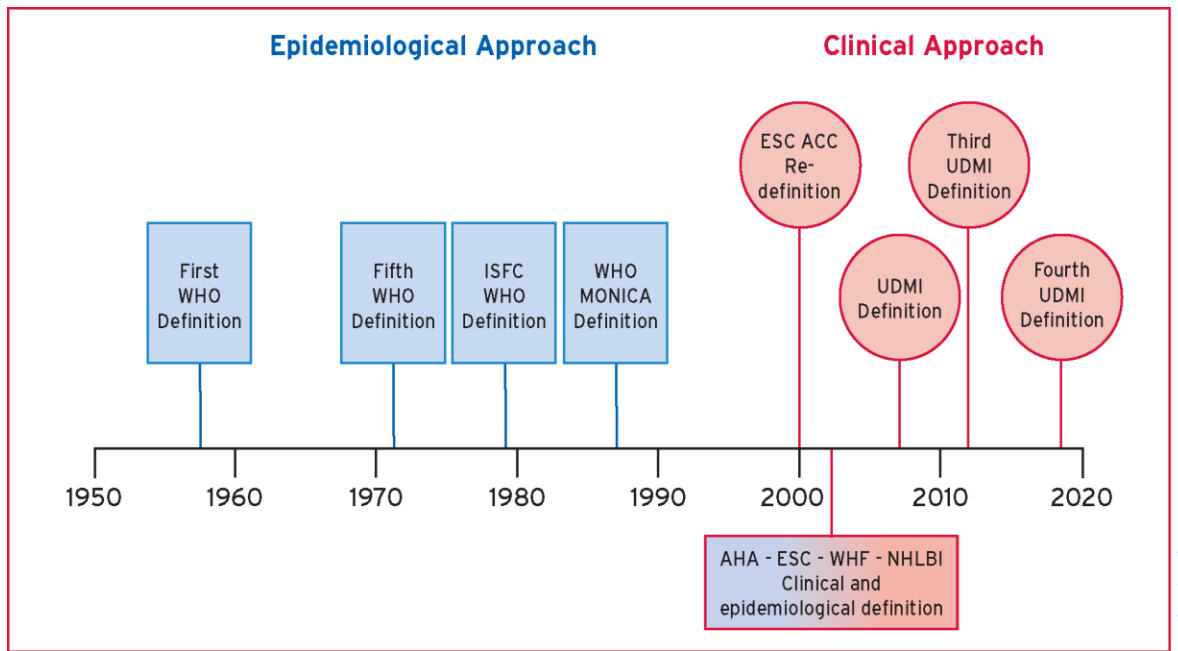 Epidemiological Approach
Clinical Approach
First
WHO
Definition
Fifth
WHO
Definition
ISFC
WHO
Definition
WHO
MONICA
Definition
ESC ACC
Re-
definition
UDMI
Definition
Third
UDMI
Definition
Fourth
UDMI
Definition
1950
1960
1970
1980
1990
2000
2010
2020
AHA - ESC - WHF - NHLBI
Clinical and
epidemiological definition